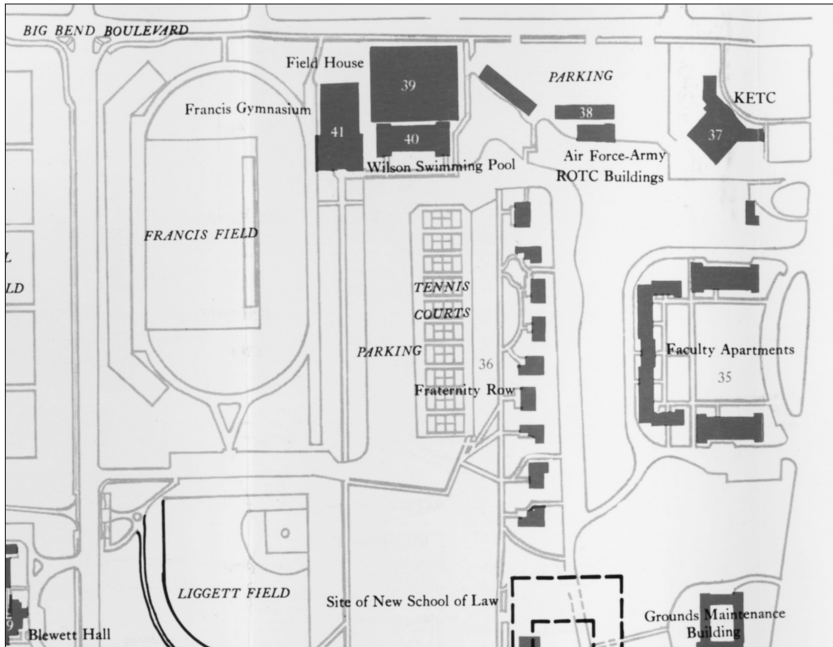 BIG BEND BOULEVARD
Field House
39
PARKING
KETC
Francis Gymnasium
38
41
40
37
Wilson Swimming Pool
Air Force-Army
ROTC Buildings
FRANCIS FIELD
L
LD
TENNIS
COURTS
PARKING
36
Fraternity Row
Faculty Apartments
35
LIGGETT FIELD
Site of New School of Law
Grounds Maintenance
Building
9
Blewett Hall